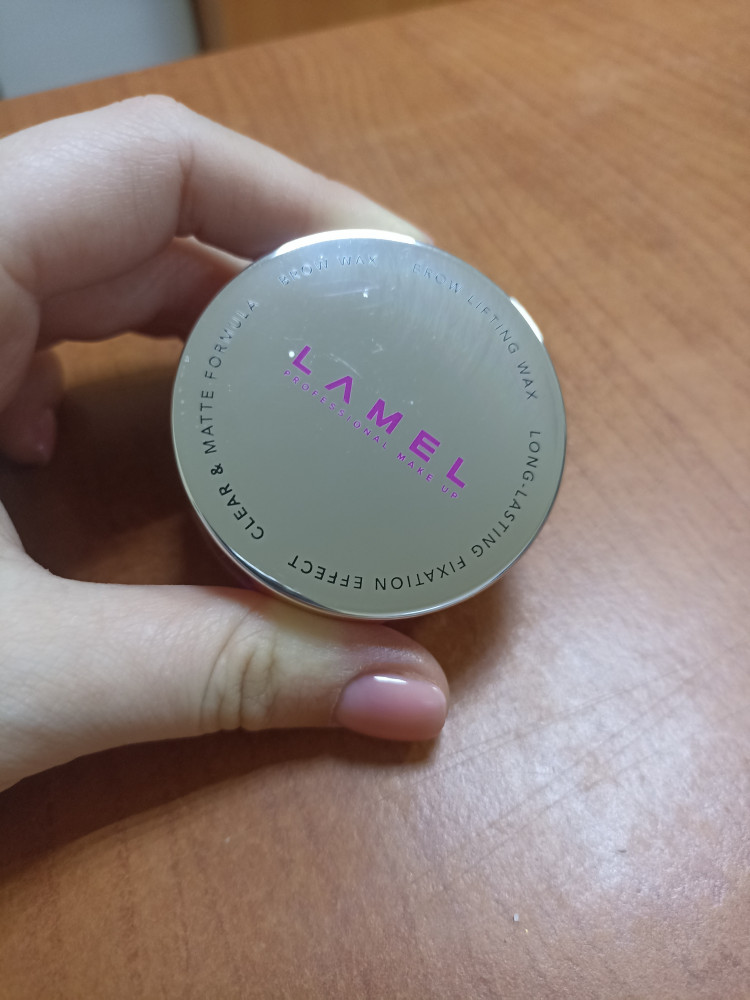 LAMEL
PROFESSIONAL MAKE UP
BROW WAX
BROW LIFTING WAX
LONG-LASTING FIXATION EFFECT
CLEAR & MATTE FORMULA